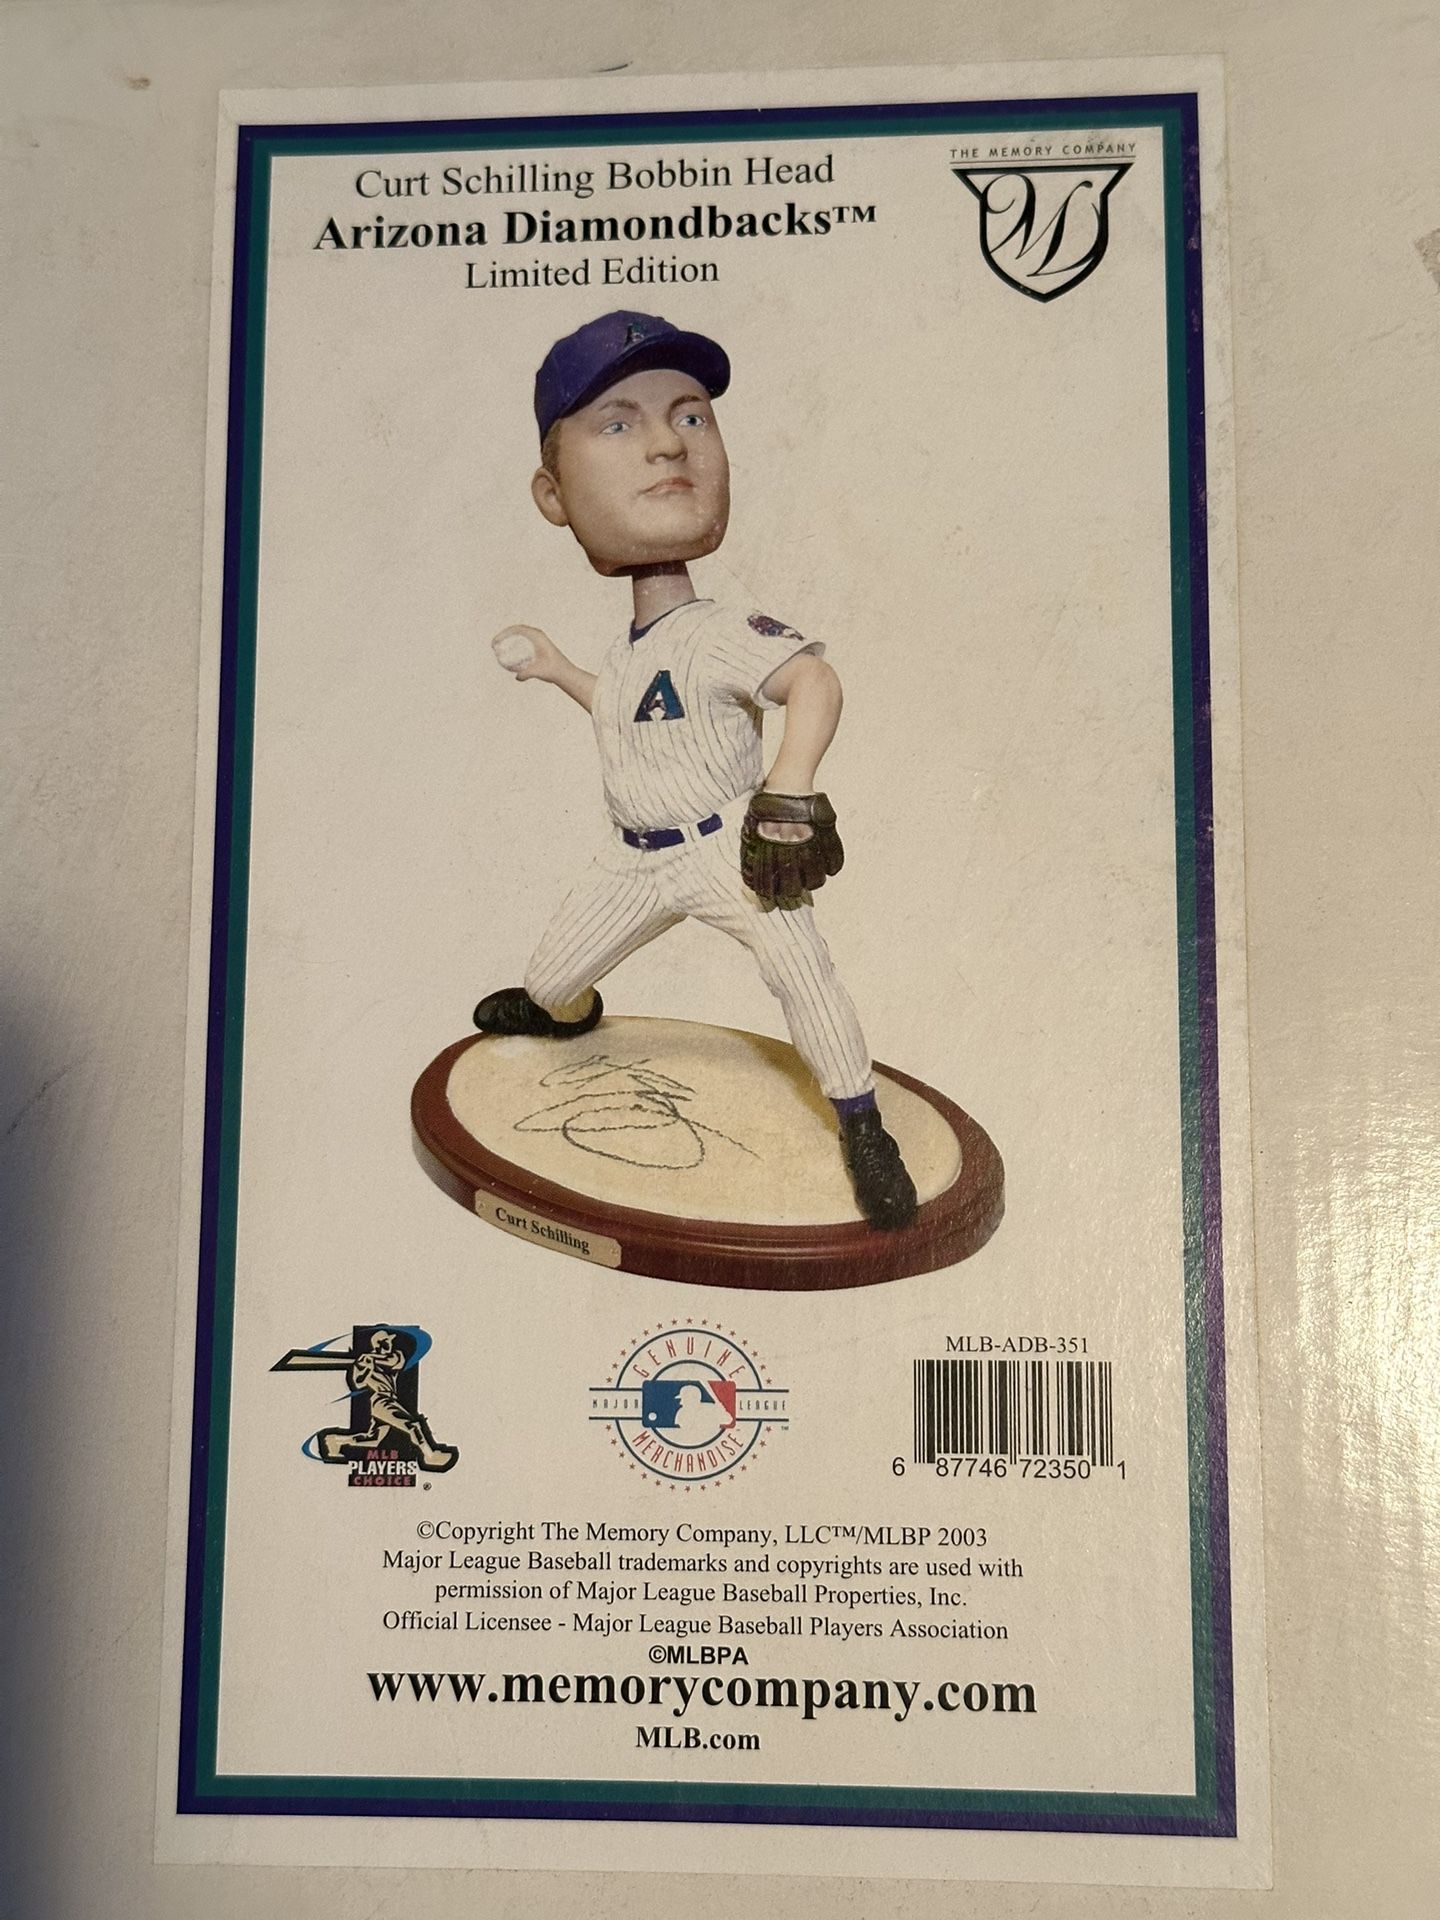 Curt Schilling Bobbin Head
THE MEMORY COMPANY
Arizona Diamondbacks™
M
Limited Edition
A
A
Curt Schilling
MLB
PLAYERS
CHOICE
®
GENUINE
MAJOR LEAGUE
MERCHANDISE
™
MLB-ADB-351
6 87746 72350 1
©Copyright The Memory Company, LLC™/MLBP 2003
Major League Baseball trademarks and copyrights are used with
permission of Major League Baseball Properties, Inc.
Official Licensee - Major League Baseball Players Association
©MLBPA
www.memorycompany.com
MLB.com